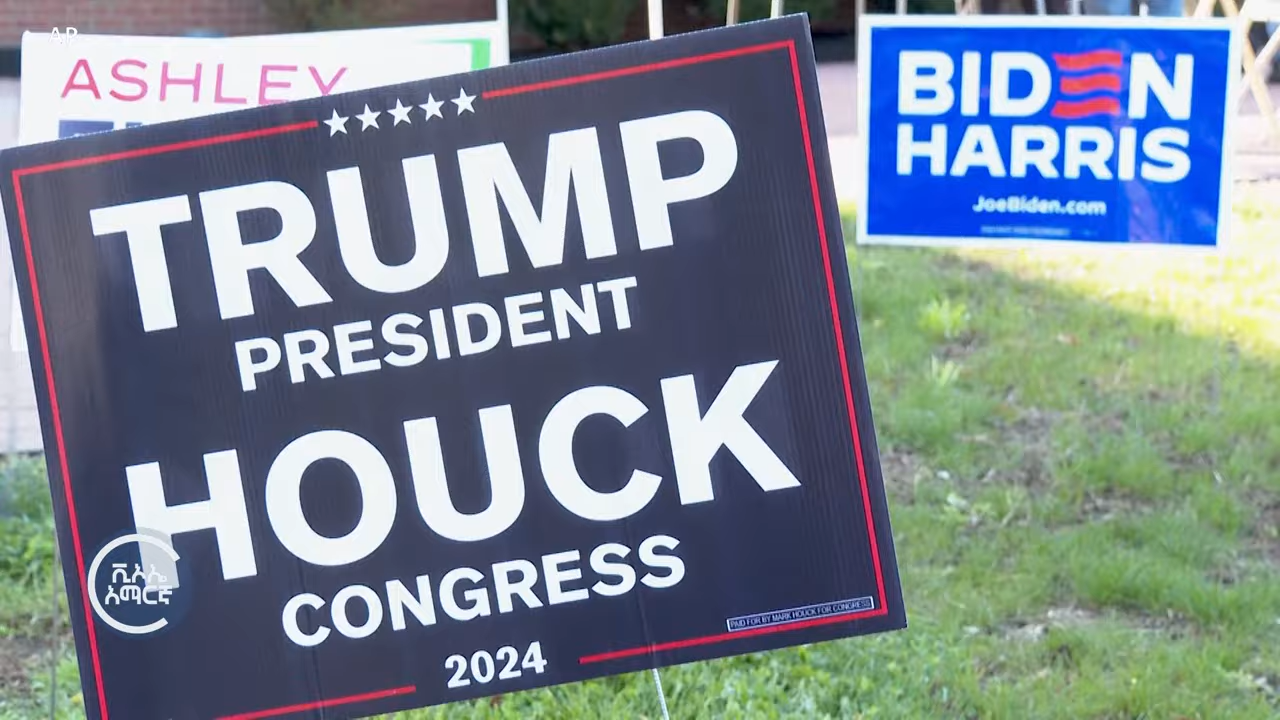 AP
ASHLEY
TRUMP
PRESIDENT
HOUCK
CONGRESS
2024
PAID FOR BY MARK HOUCK FOR CONGRESS
BIDEN
HARRIS
JoeBiden.com
ቪኦኤ
አማርኛ